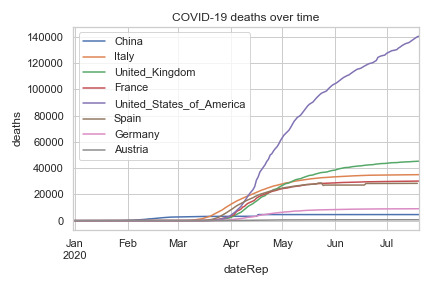 COVID-19 deaths over time
140000
120000
100000
80000
60000
40000
20000
0
deaths
China
Italy
United_Kingdom
France
United_States_of_America
Spain
Germany
Austria
Jan Feb Mar Apr May Jun Jul
2020
dateRep